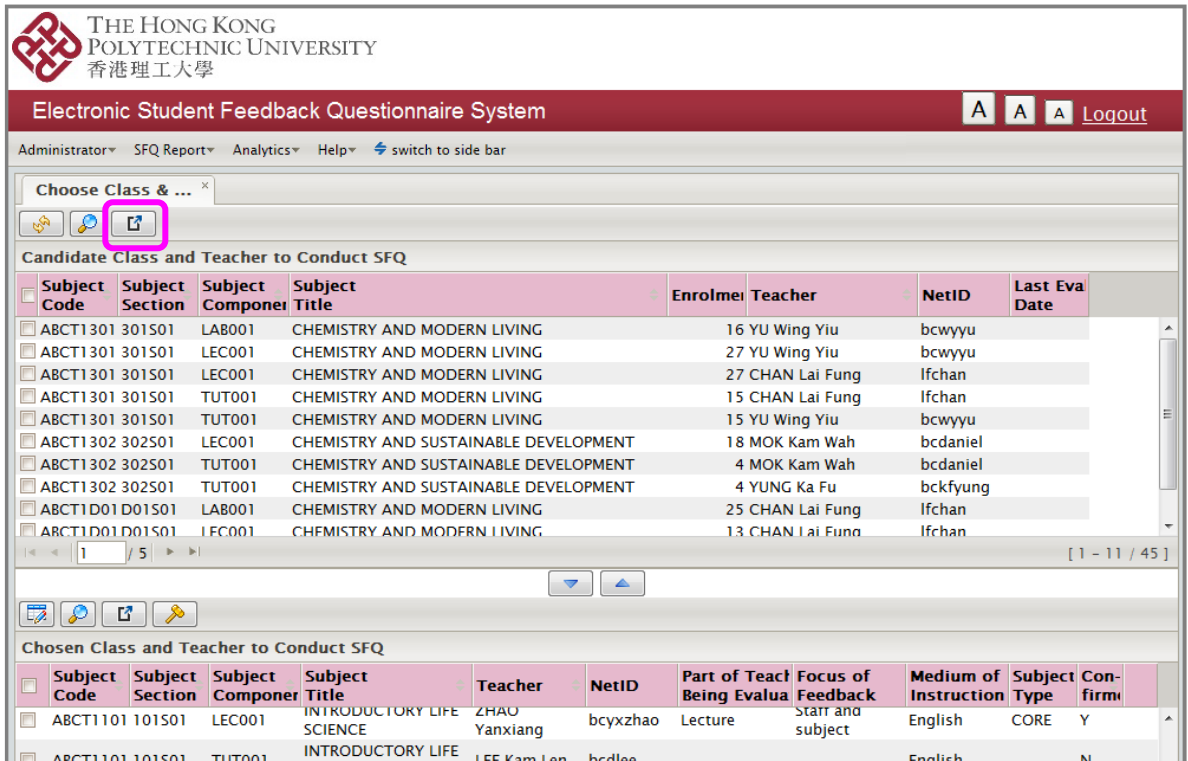 THE HONG KONG
POLYTECHNIC UNIVERSITY
香港理工大學
Electronic Student Feedback Questionnaire System A A A Logout
Administrator SFQ Report Analytics Help switch to side bar
Choose Class & ... ×
Candidate Class and Teacher to Conduct SFQ
Subject Code Subject Section Subject Componer Subject Title Enrolmer Teacher NetID Last Eva Date
ABCT1301 301S01 LAB001 CHEMISTRY AND MODERN LIVING 16 YU Wing Yiu bcwyyu
ABCT1301 301S01 LEC001 CHEMISTRY AND MODERN LIVING 27 YU Wing Yiu bcwyyu
ABCT1301 301S01 LEC001 CHEMISTRY AND MODERN LIVING 27 CHAN Lai Fung lfchan
ABCT1301 301S01 TUT001 CHEMISTRY AND MODERN LIVING 15 CHAN Lai Fung lfchan
ABCT1301 301S01 TUT001 CHEMISTRY AND MODERN LIVING 15 YU Wing Yiu bcwyyu
ABCT1302 302S01 LEC001 CHEMISTRY AND SUSTAINABLE DEVELOPMENT 18 MOK Kam Wah bcdaniel
ABCT1302 302S01 TUT001 CHEMISTRY AND SUSTAINABLE DEVELOPMENT 4 MOK Kam Wah bcdaniel
ABCT1302 302S01 TUT001 CHEMISTRY AND SUSTAINABLE DEVELOPMENT 4 YUNG Ka Fu bckfyung
ABCT1D01 D01S01 LAB001 CHEMISTRY AND MODERN LIVING 25 CHAN Lai Fung lfchan
ABCT1D01 D01S01 LEC001 CHEMISTRY AND MODERN LIVING 13 CHAN Lai Fung lfchan
1 / 5 [ 1 - 11 / 45 ]
Chosen Class and Teacher to Conduct SFQ
Subject Code Subject Section Subject Componer Subject Title Teacher NetID Part of Teach Being Evalua Focus of Feedback Medium of Instruction Subject Type Con- firme
ABCT1101 101S01 LEC001 INTRODUCTORY LIFE SCIENCE ZHAO Yanxiang bcyxzhao Lecture Staff and subject English CORE Y
ABCT1101 101S01 TUT001 INTRODUCTORY LIFE LEE Kam Len bcdlee English N